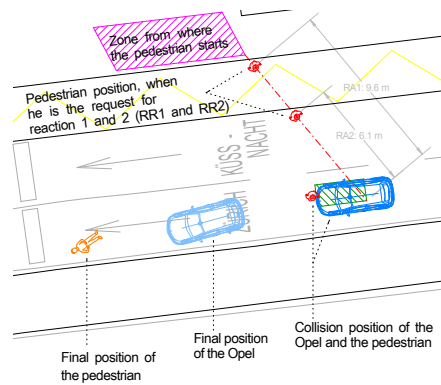 Zone from where
the pedestrian starts
Pedestrian position, when
he is the request for
reaction 1 and 2 (RR1 and RR2)
RA1: 9.6 m
RA2: 6.1 m
KÜSS -
NACHT
ZÜRICH
Final position of
the pedestrian
Final position
of the Opel
Collision position of the
Opel and the pedestrian